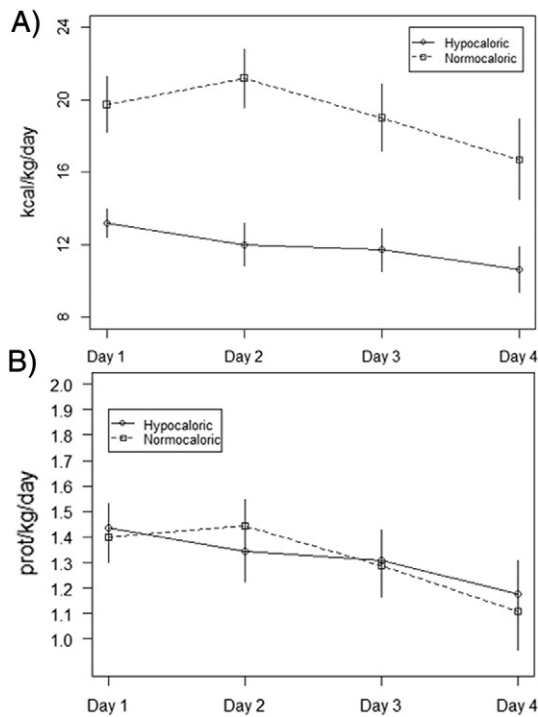 A)
24
20
16
12
8
kcal/kg/day
Hypocaloric
Normocaloric
Day 1 Day 2 Day 3 Day 4
B)
2.0
1.9
1.8
1.7
1.6
1.5
1.4
1.3
1.2
1.1
1.0
prot/kg/day
Hypocaloric
Normocaloric
Day 1 Day 2 Day 3 Day 4